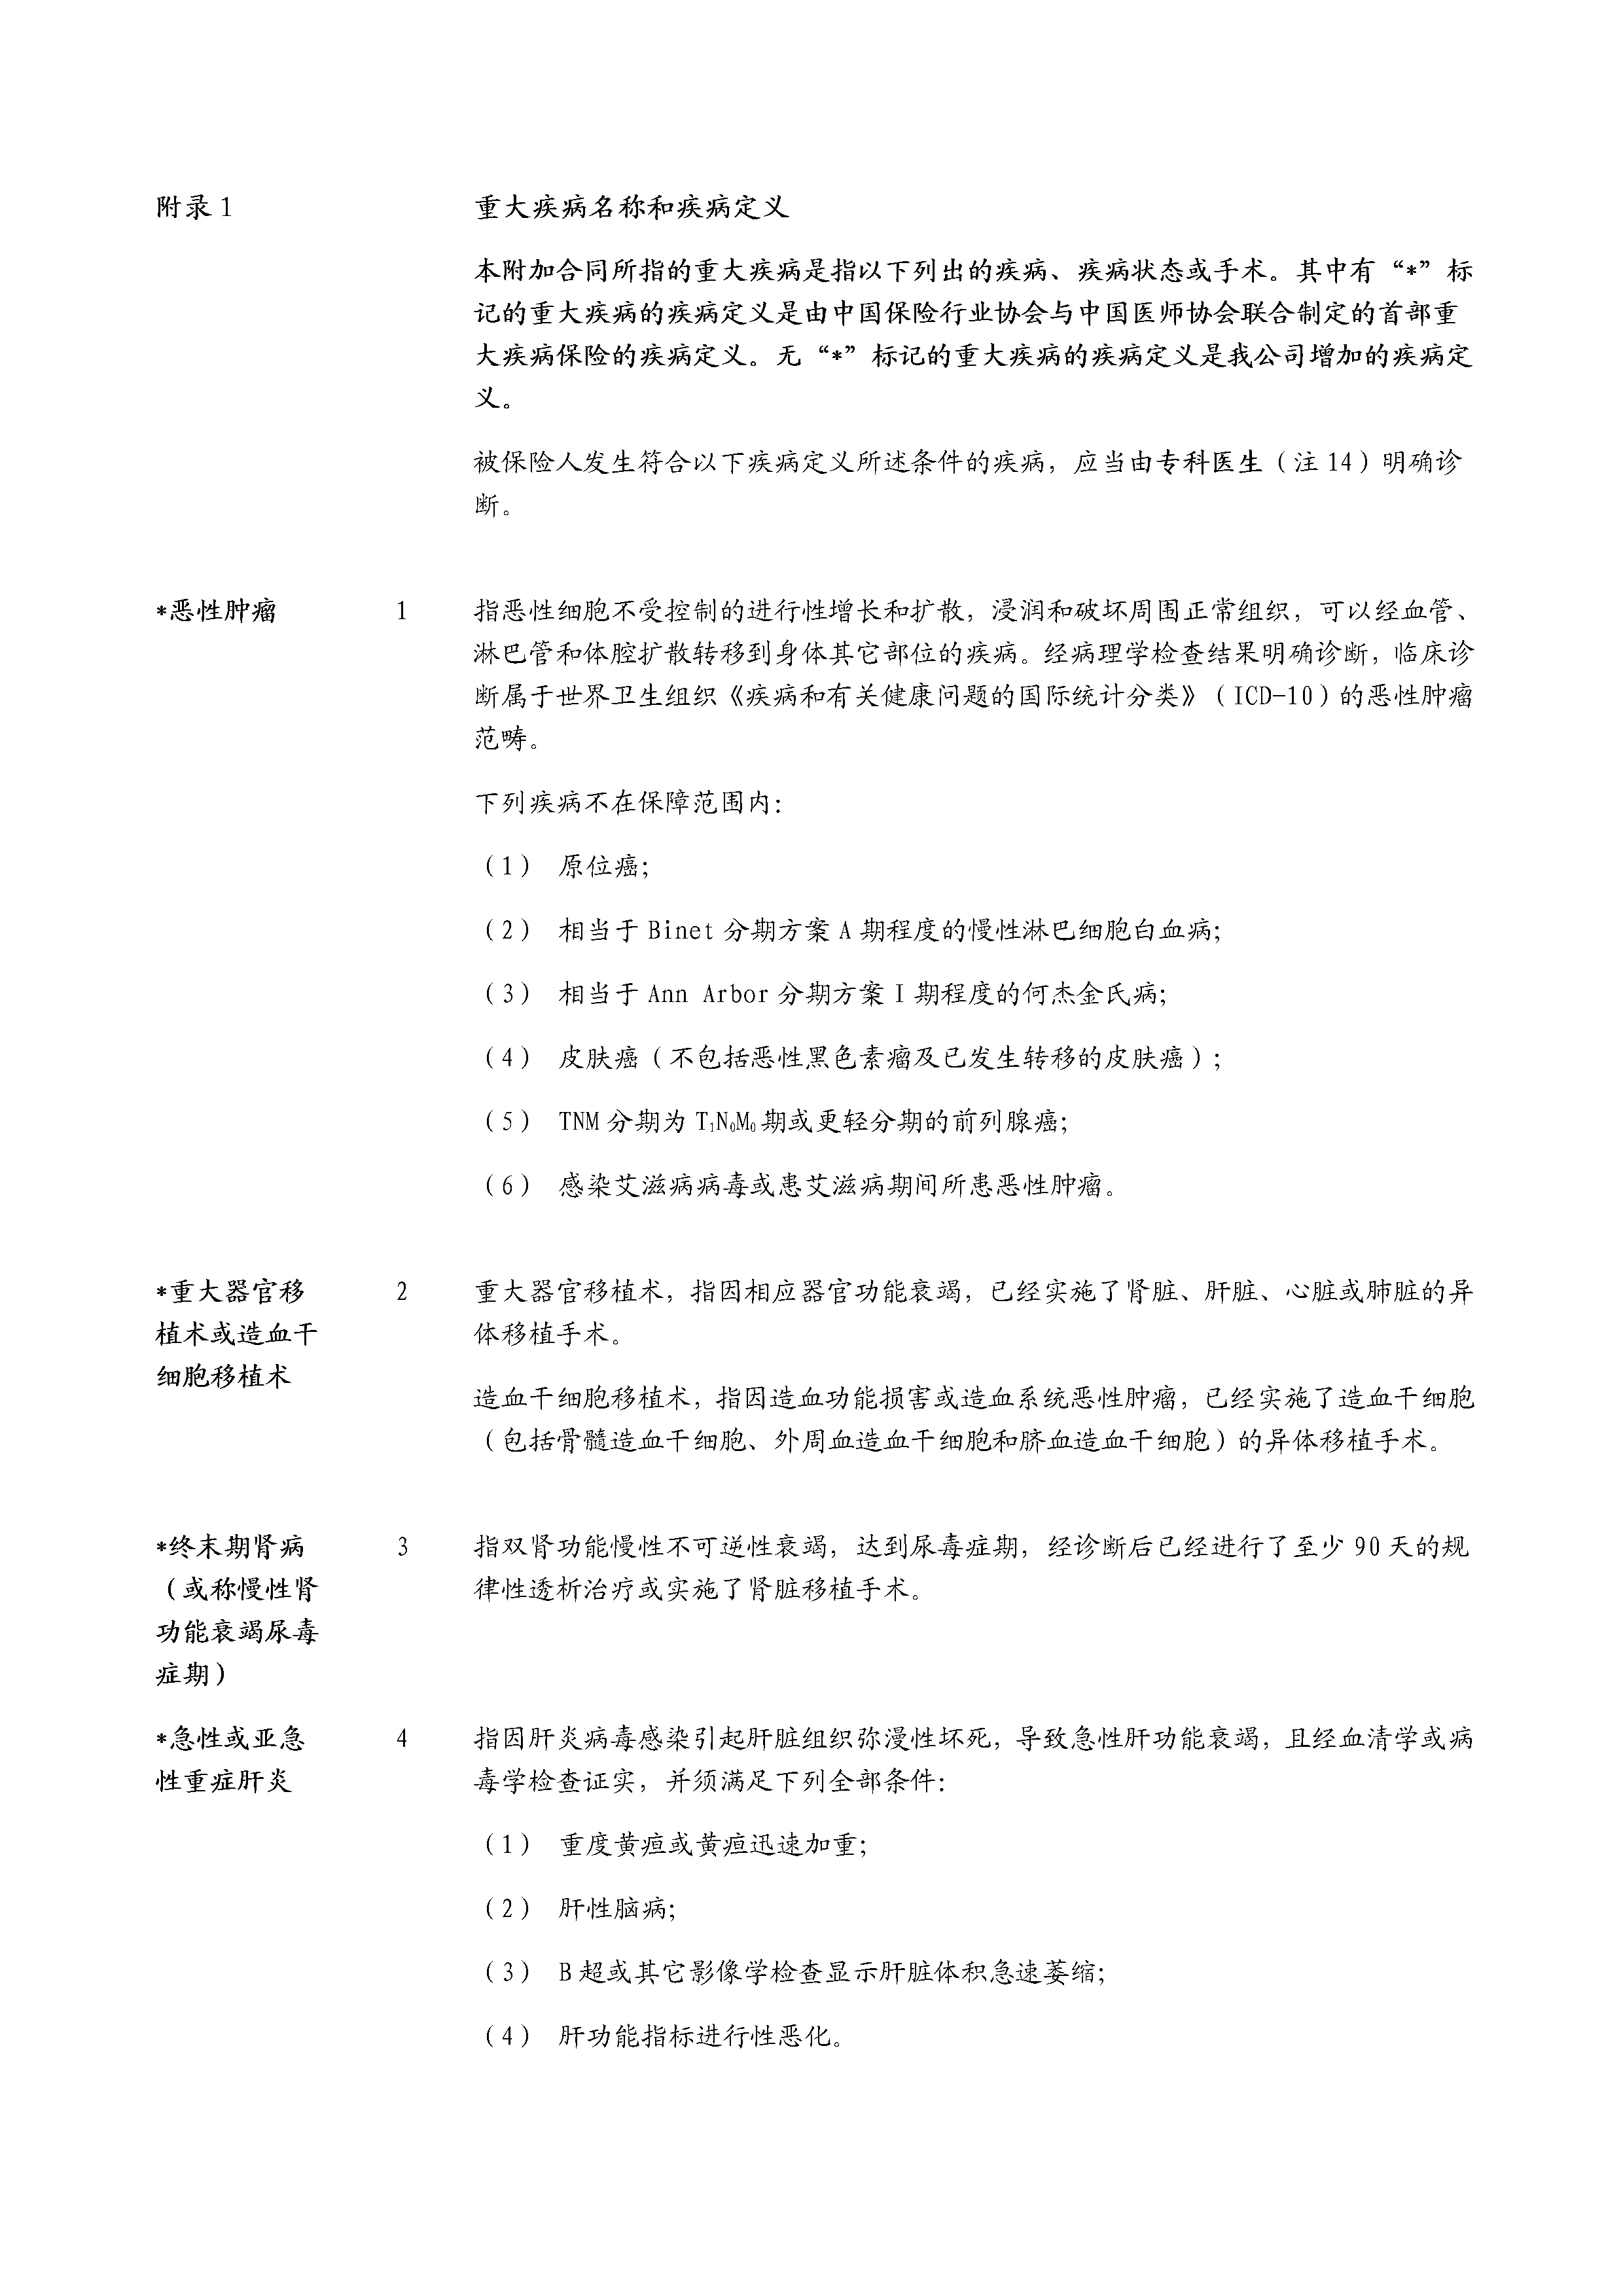 附录1 重大疾病名称和疾病定义
本附加合同所指的重大疾病是指以下列出的疾病、疾病状态或手术。其中有“*”标
记的重大疾病的疾病定义是由中国保险行业协会与中国医师协会联合制定的首部重
大疾病保险的疾病定义。无“*”标记的重大疾病的疾病定义是我公司增加的疾病定
义。
被保险人发生符合以下疾病定义所述条件的疾病，应当由专科医生（注14）明确诊
断。
*恶性肿瘤 1 指恶性细胞不受控制的进行性增长和扩散，浸润和破坏周围正常组织，可以经血管、
淋巴管和体腔扩散转移到身体其它部位的疾病。经病理学检查结果明确诊断，临床诊
断属于世界卫生组织《疾病和有关健康问题的国际统计分类》（ICD-10）的恶性肿瘤
范畴。
下列疾病不在保障范围内：
（1） 原位癌；
（2） 相当于Binet分期方案A期程度的慢性淋巴细胞白血病；
（3） 相当于Ann Arbor分期方案I期程度的何杰金氏病；
（4） 皮肤癌（不包括恶性黑色素瘤及已发生转移的皮肤癌）；
（5） TNM分期为T₁N₀M₀期或更轻分期的前列腺癌；
（6） 感染艾滋病病毒或患艾滋病期间所患恶性肿瘤。
*重大器官移
植术或造血干
细胞移植术
2
重大器官移植术，指因相应器官功能衰竭，已经实施了肾脏、肝脏、心脏或肺脏的异
体移植手术。
造血干细胞移植术，指因造血功能损害或造血系统恶性肿瘤，已经实施了造血干细胞
（包括骨髓造血干细胞、外周血造血干细胞和脐血造血干细胞）的异体移植手术。
*终末期肾病
（或称慢性肾
功能衰竭尿毒
症期）
3
指双肾功能慢性不可逆性衰竭，达到尿毒症期，经诊断后已经进行了至少90天的规
律性透析治疗或实施了肾脏移植手术。
*急性或亚急
性重症肝炎
4
指因肝炎病毒感染引起肝脏组织弥漫性坏死，导致急性肝功能衰竭，且经血清学或病
毒学检查证实，并须满足下列全部条件：
（1） 重度黄疸或黄疸迅速加重；
（2） 肝性脑病；
（3） B超或其它影像学检查显示肝脏体积急速萎缩；
（4） 肝功能指标进行性恶化。